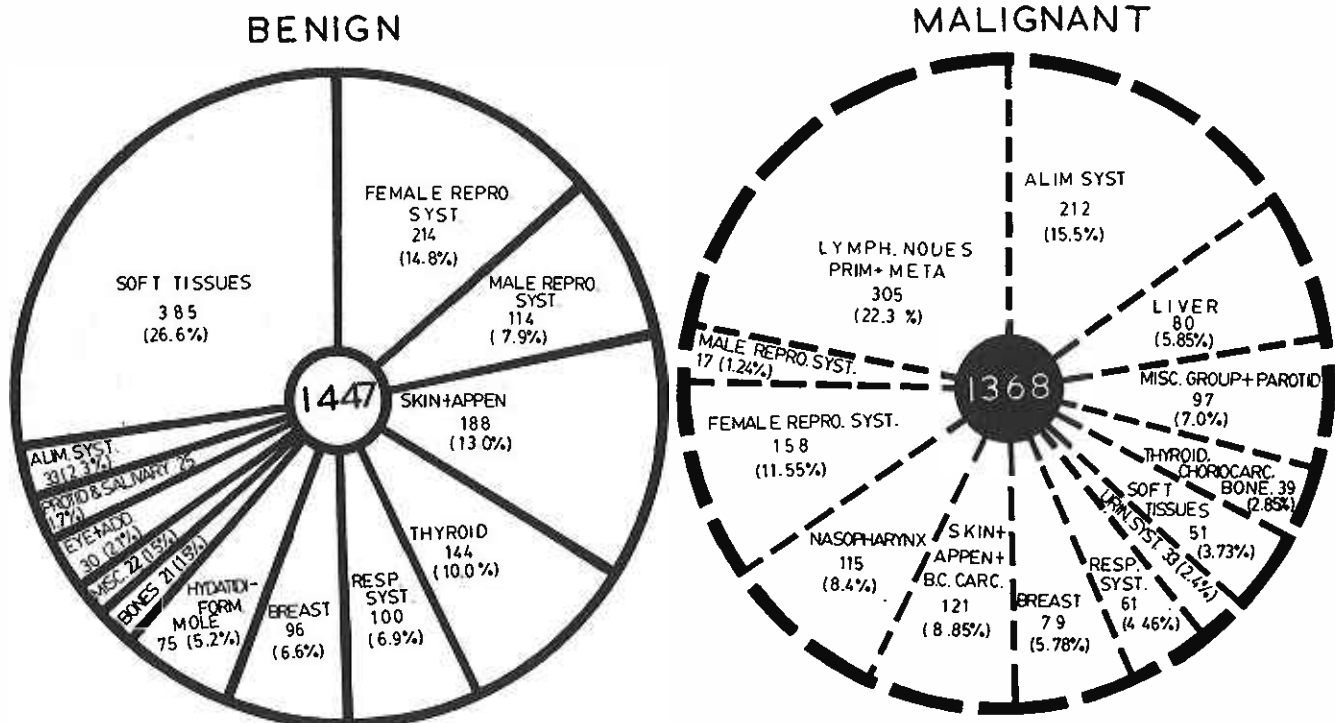 BENIGN
FEMALE REPRO.
SYST.
214
(14.8%)
MALE REPRO.
SYST.
114
(7.9%)
SKIN+APPEN
188
(13 0%)
THYROID
144
(10.0%)
RESP.
SYST
100
(6.9%)
BREAST
96
(6.6%)
HYDATIDI-
FORM
MOLE
75 (5.2%)
BONES 21 (1.5%)
MISC. 22 (1.5%)
EYE+ADD.
30 (2.1%)
PROTID & SALINARY 25
ALIM. SYST.
33 (2.3%)
SOFT TISSUES
385
(26.6%)
1447
MALIGNANT
ALIM SYST
212
(15.5%)
LIVER
80
(5.85%)
MISC. GROUP+PAROTID
97
(7.0%)
THYROID.
CHORIOCARC.
BONE. 39
(2.85%)
SOFT
TISSUES
51
(3.73%)
URIN. SYST. 33 (2.4%)
RESP.
SYST.
61
(4 46%)
BREAST
79
(5.78%)
SKIN+
APPEN+
B.C. CARC.
121
(8.85%)
NASOPHARYNX
115
(8.4%)
FEMALE REPRO. SYST.
158
(11.55%)
MALE REPRO. SYST.
17 (1.24%)
LYMPH. NODES
PRIM+ META
305
(22.3 %)
1368